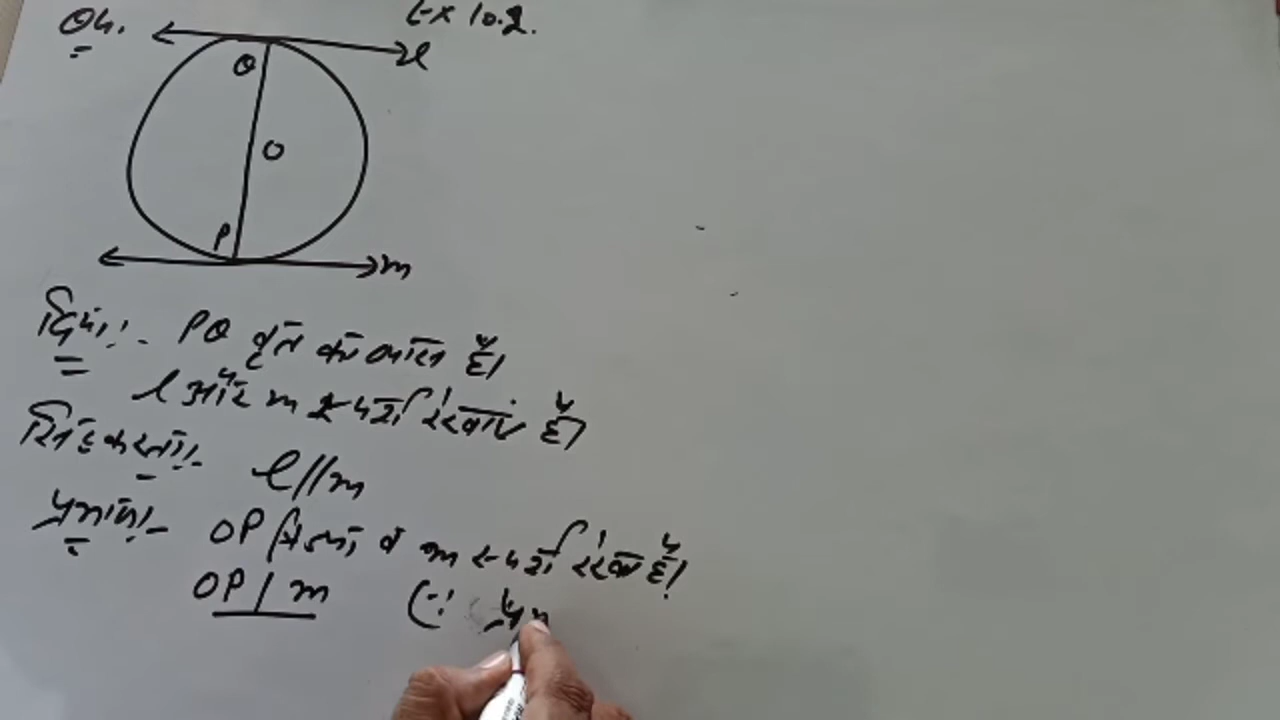 Q4.
Ex 10.2.
l
Q
O
P
m
दिया:- PQ वृत्त का व्यास है।
l और m स्पर्श रेखाएं है।
सिद्ध करना:- l // m
प्रमाण:- OP त्रिज्या व m स्पर्श रेखा है।
OP ⊥ m (∵